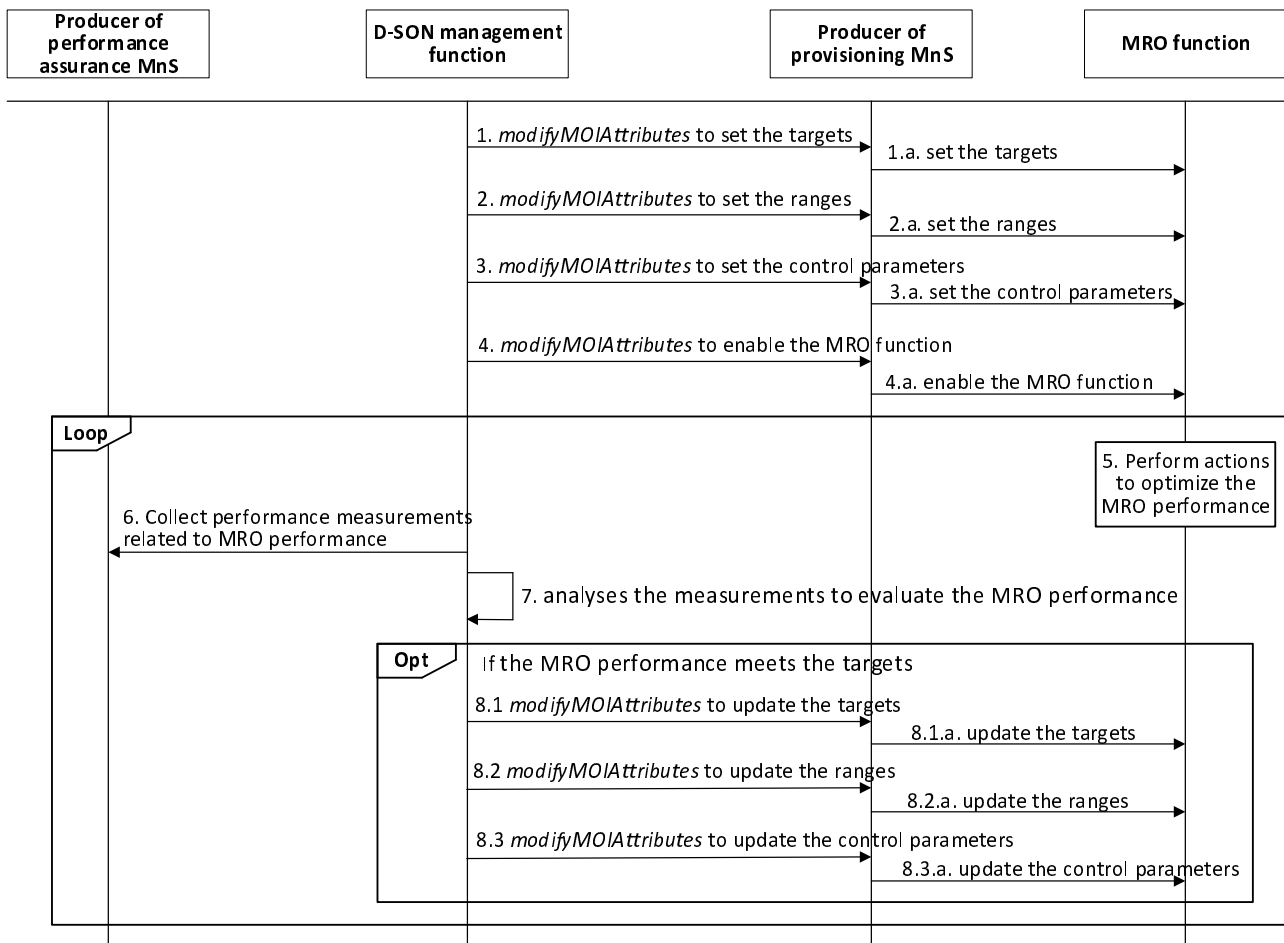 Producer of
performance
assurance MnS
D-SON management
function
Producer of
provisioning MnS
MRO function
1. modifyMOIAttributes to set the targets
1.a. set the targets
2. modifyMOIAttributes to set the ranges
2.a. set the ranges
3. modifyMOIAttributes to set the control parameters
3.a. set the control parameters
4. modifyMOIAttributes to enable the MRO function
4.a. enable the MRO function
Loop
5. Perform actions
to optimize the
MRO performance
6. Collect performance measurements
related to MRO performance
7. analyses the measurements to evaluate the MRO performance
Opt
If the MRO performance meets the targets
8.1 modifyMOIAttributes to update the targets
8.1.a. update the targets
8.2 modifyMOIAttributes to update the ranges
8.2.a. update the ranges
8.3 modifyMOIAttributes to update the control parameters
8.3.a. update the control parameters